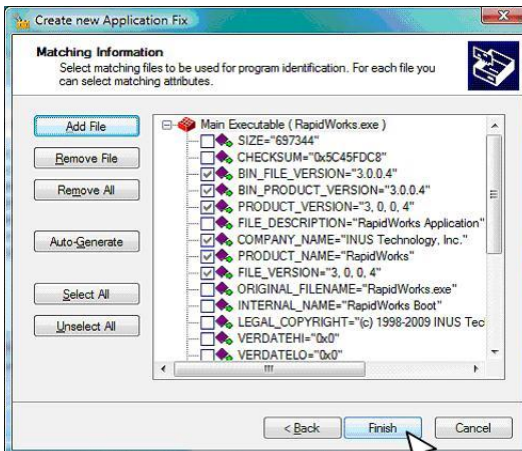 Create new Application Fix
Matching Information
Select matching files to be used for program identification. For each file you
can select matching attributes.
Add File
Remove File
Remove All
Auto-Generate
Select All
Unselect All
Main Executable ( RapidWorks.exe )
SIZE="697344"
CHECKSUM="0x5C45FDC8"
BIN_FILE_VERSION="3.0.0.4"
BIN_PRODUCT_VERSION="3.0.0.4"
PRODUCT_VERSION="3, 0, 0, 4"
FILE_DESCRIPTION="RapidWorks Application"
COMPANY_NAME="INUS Technology, Inc."
PRODUCT_NAME="RapidWorks"
FILE_VERSION="3, 0, 0, 4"
ORIGINAL_FILENAME="RapidWorks.exe"
INTERNAL_NAME="RapidWorks Boot"
LEGAL_COPYRIGHT="(c) 1998-2009 INUS Tec
VERDATEHI="0x0"
VERDATELO="0x0"
< Back
Finish
Cancel